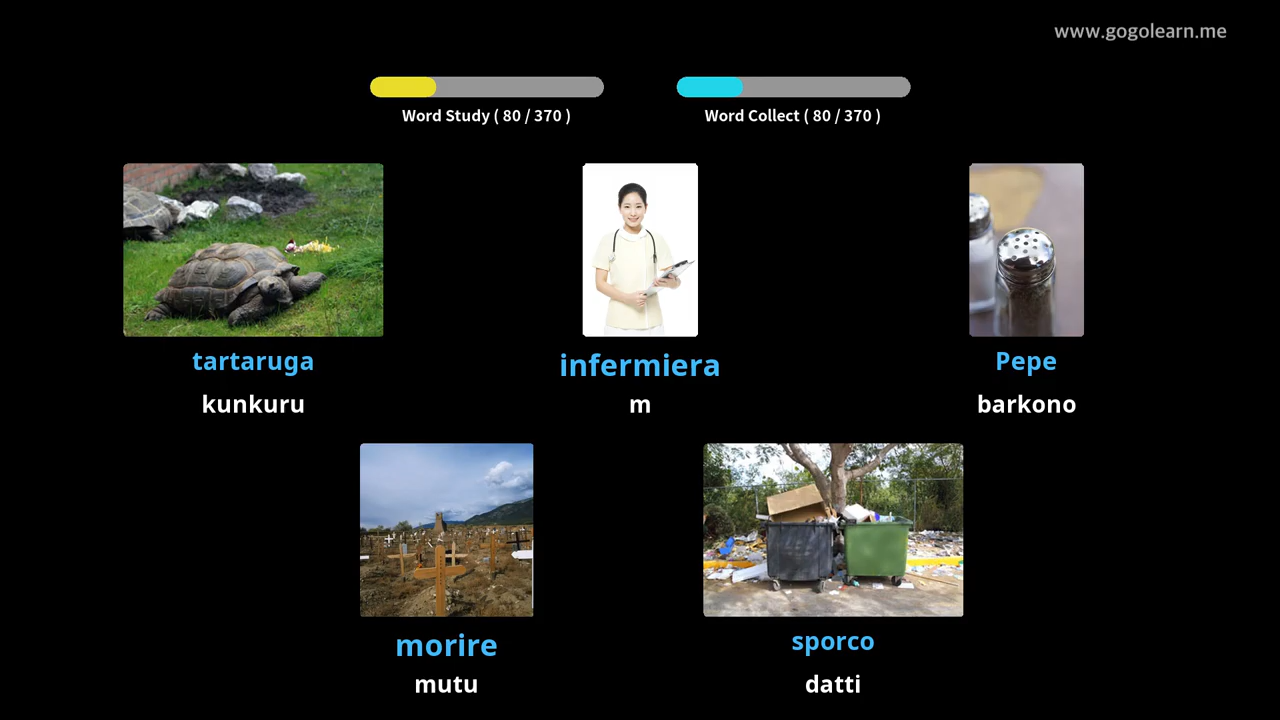 www.gogolearn.me
Word Study ( 80 / 370 )
Word Collect ( 80 / 370 )
tartaruga
kunkuru
infermiera
m
Pepe
barkono
morire
mutu
sporco
datti